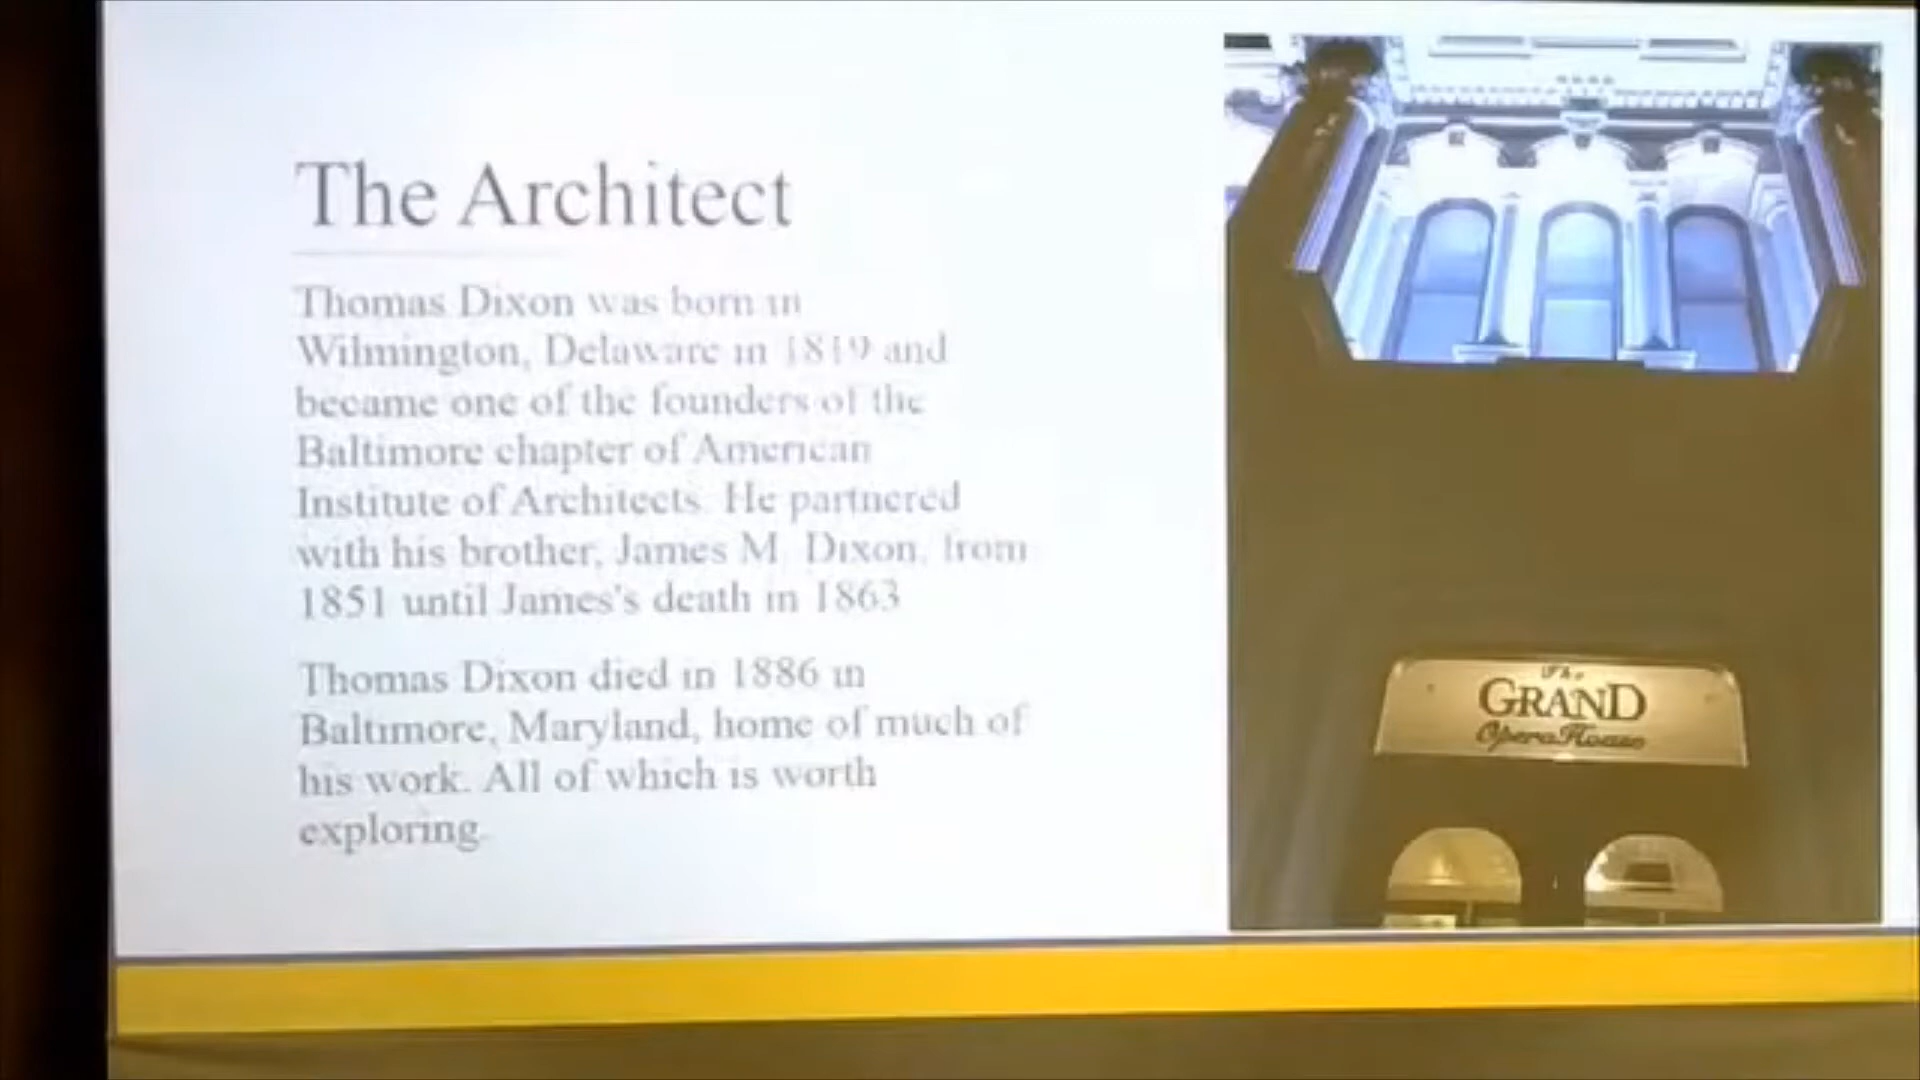 The Architect
Thomas Dixon was born in
Wilmington, Delaware in 1819 and
became one of the founders of the
Baltimore chapter of American
Institute of Architects. He partnered
with his brother, James M. Dixon, from
1851 until James's death in 1863
Thomas Dixon died in 1886 in
Baltimore, Maryland, home of much of
his work. All of which is worth
exploring.
The
GRAND
Opera House